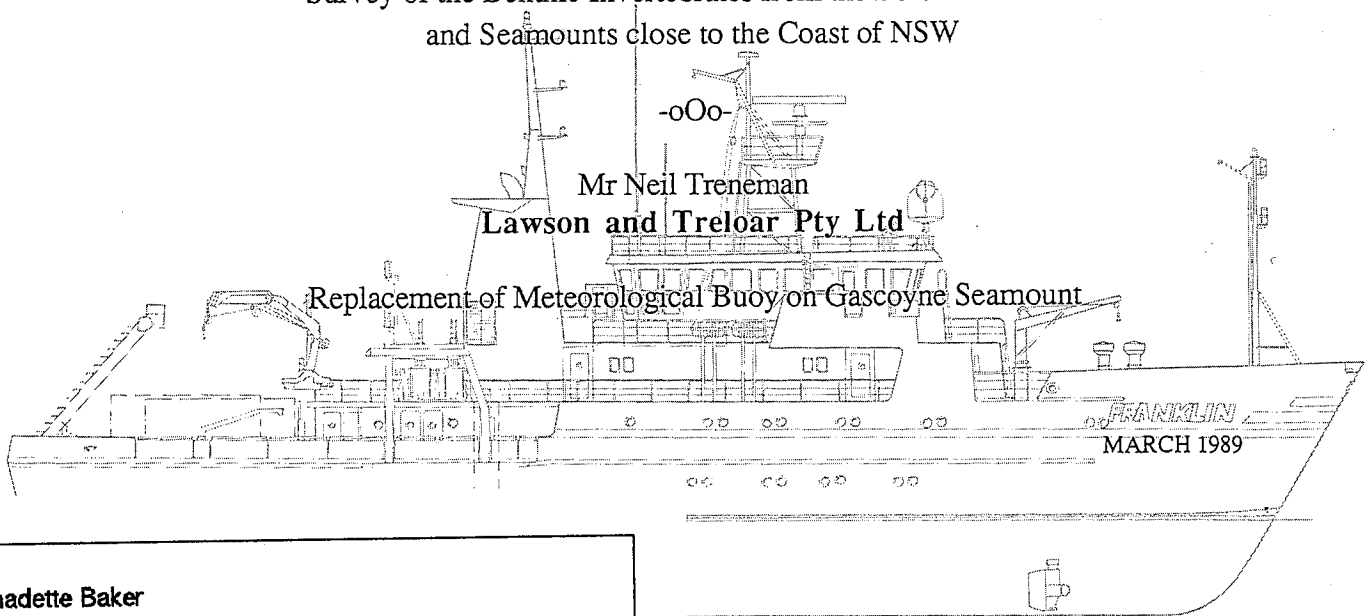 and Seamounts close to the Coast of NSW
-oOo-
Mr Neil Treneman
Lawson and Treloar Pty Ltd
Replacement of Meteorological Buoy on Gascoyne Seamount
FRANKLIN
MARCH 1989
nadette Baker